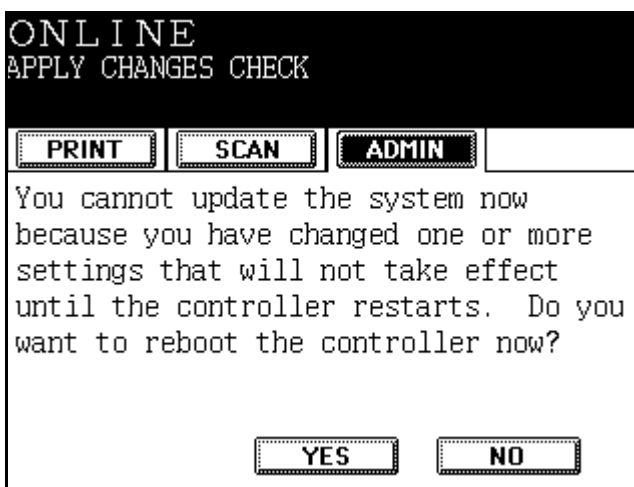 ONLINE
APPLY CHANGES CHECK
PRINT SCAN ADMIN
You cannot update the system now
because you have changed one or more
settings that will not take effect
until the controller restarts. Do you
want to reboot the controller now?
YES NO